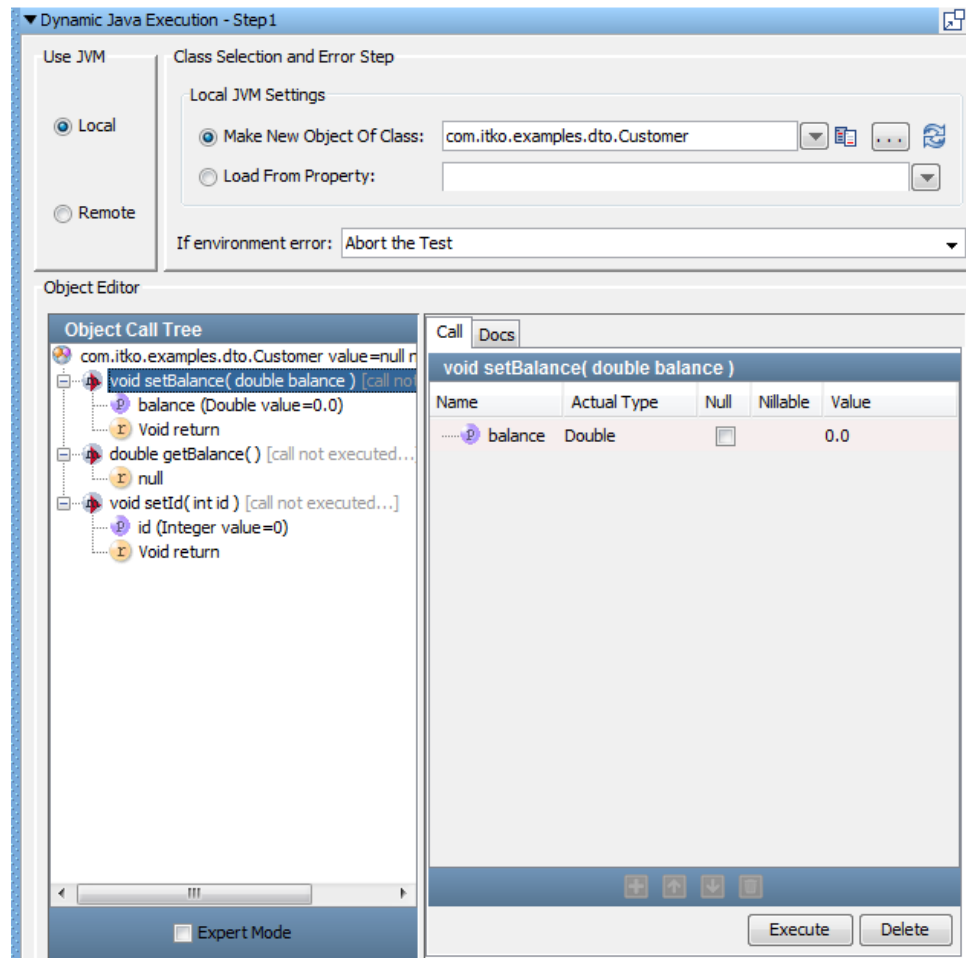 Dynamic Java Execution - Step1
Use JVM
Class Selection and Error Step
Local JVM Settings
Local
Make New Object Of Class: com.itko.examples.dto.Customer ...
Load From Property:
Remote
If environment error: Abort the Test
Object Editor
Object Call Tree
com.itko.examples.dto.Customer value=null
void setBalance( double balance ) [call not
balance (Double value=0.0)
Void return
double getBalance( ) [call not executed...]
null
void setId( int id ) [call not executed...]
id (Integer value=0)
Void return
Expert Mode
Call Docs
void setBalance( double balance )
Name Actual Type Null Nillable Value
balance Double 0.0
Execute Delete